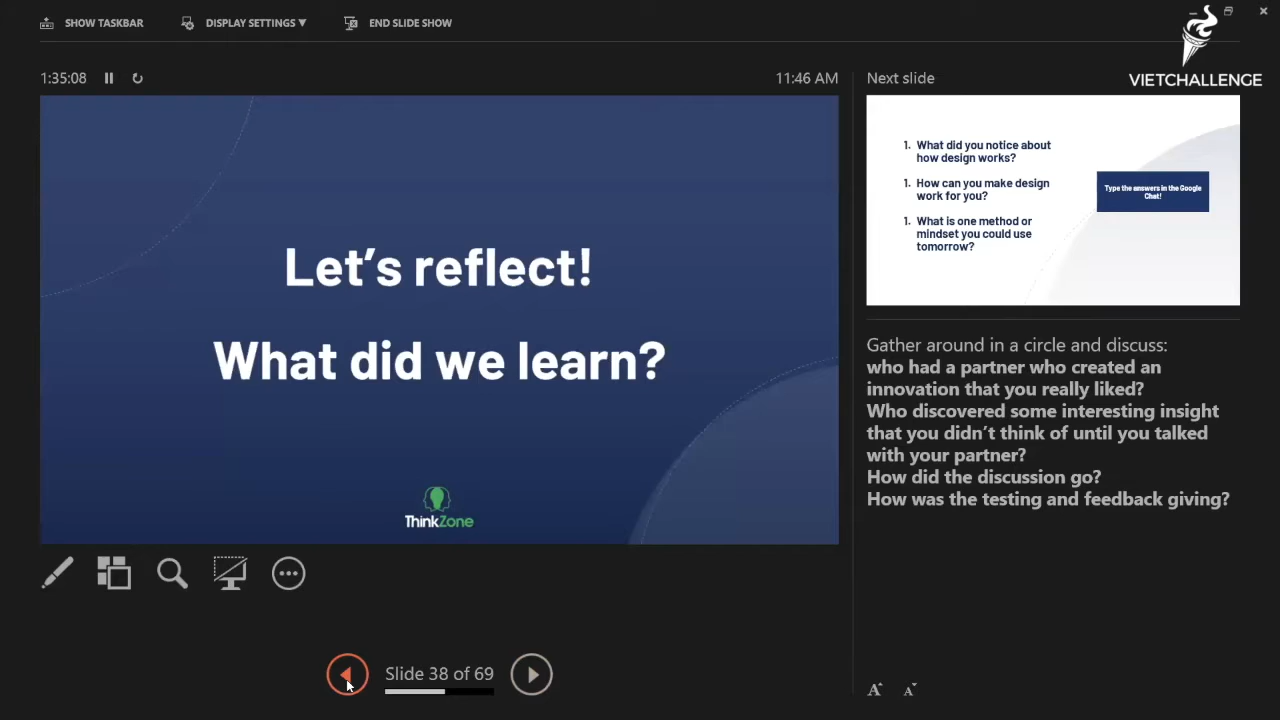 SHOW TASKBAR
DISPLAY SETTINGS ▼
END SLIDE SHOW
VIETCHALLENGE
1:35:08
11:46 AM
Next slide
Let’s reflect!
What did we learn?
ThinkZone
1. What did you notice about
how design works?
1. How can you make design
work for you?
1. What is one method or
mindset you could use
tomorrow?
Type the answers in the Google
Chat!
Gather around in a circle and discuss:
who had a partner who created an
innovation that you really liked?
Who discovered some interesting insight
that you didn’t think of until you talked
with your partner?
How did the discussion go?
How was the testing and feedback giving?
Slide 38 of 69
A A